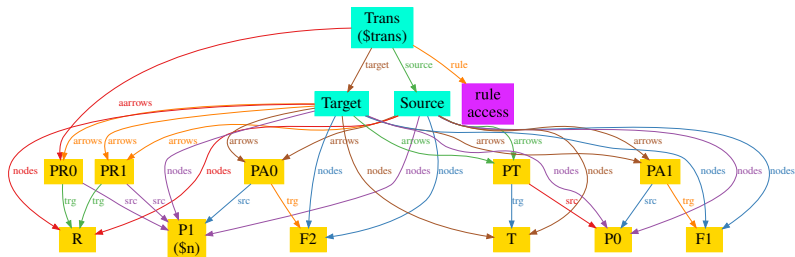 Trans
($trans)
target
source
rule
aarrows
Target
Source
rule
access
arrows
arrows
arrows
arrows
arrows
arrows
arrows
arrows
nodes
PR0
PR1
nodes
nodes
PA0
nodes
nodes
nodes
nodes
nodes
PT
nodes
nodes
PA1
nodes
nodes
trg
trg
src
src
src
trg
trg
src
src
trg
R
P1
($n)
F2
T
P0
F1